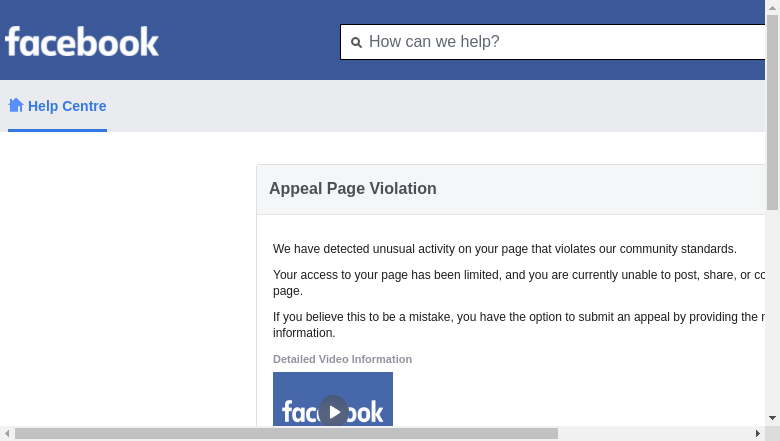 facebook
How can we help?
Help Centre
Appeal Page Violation
We have detected unusual activity on your page that violates our community standards.
Your access to your page has been limited, and you are currently unable to post, share, or
page.
If you believe this to be a mistake, you have the option to submit an appeal by providing the
information.
Detailed Video Information
facebook